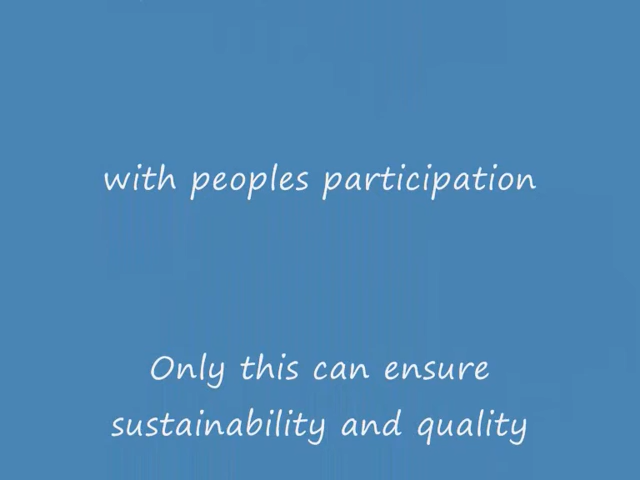 with peoples participation
Only this can ensure
sustainability and quality